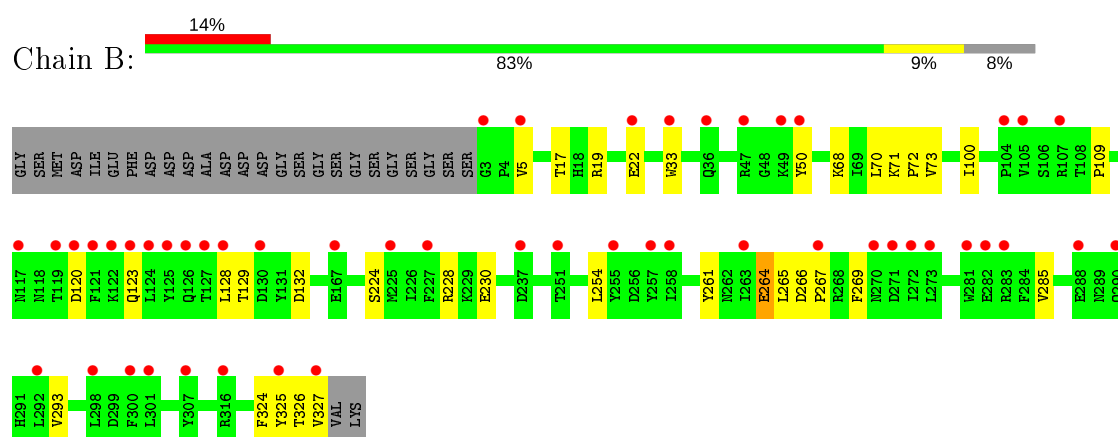 14%
Chain B:
83% 9% 8%
GLY SER MET ASP ILE GLU PHE ASP ASP ASP ALA ASP ASP ASP GLY SER GLY SER GLY SER GLY SER GLY SER SER G3 P4 V5 T17 H18 R19 E22 W33 Q36 R47 G48 K49 Y50 K68 I69 L70 K71 P72 V73 I100 P104 V105 S106 R107 T108 P109
N117 N118 T119 D120 F121 K122 Q123 L124 Y125 Q126 T127 L128 T129 D130 Y131 D132 E167 S224 M225 I226 F227 R228 K229 E230 D237 T251 L254 Y255 D256 Y257 I258 Y261 N262 I263 E264 L265 D266 P267 R268 F269 N270 D271 I272 L273 W281 E282 R283 F284 V285 E288 N289
H291 L292 V293 L298 D299 F300 L301 Y307 R316 F324 Y325 T326 V327 VAL LYS